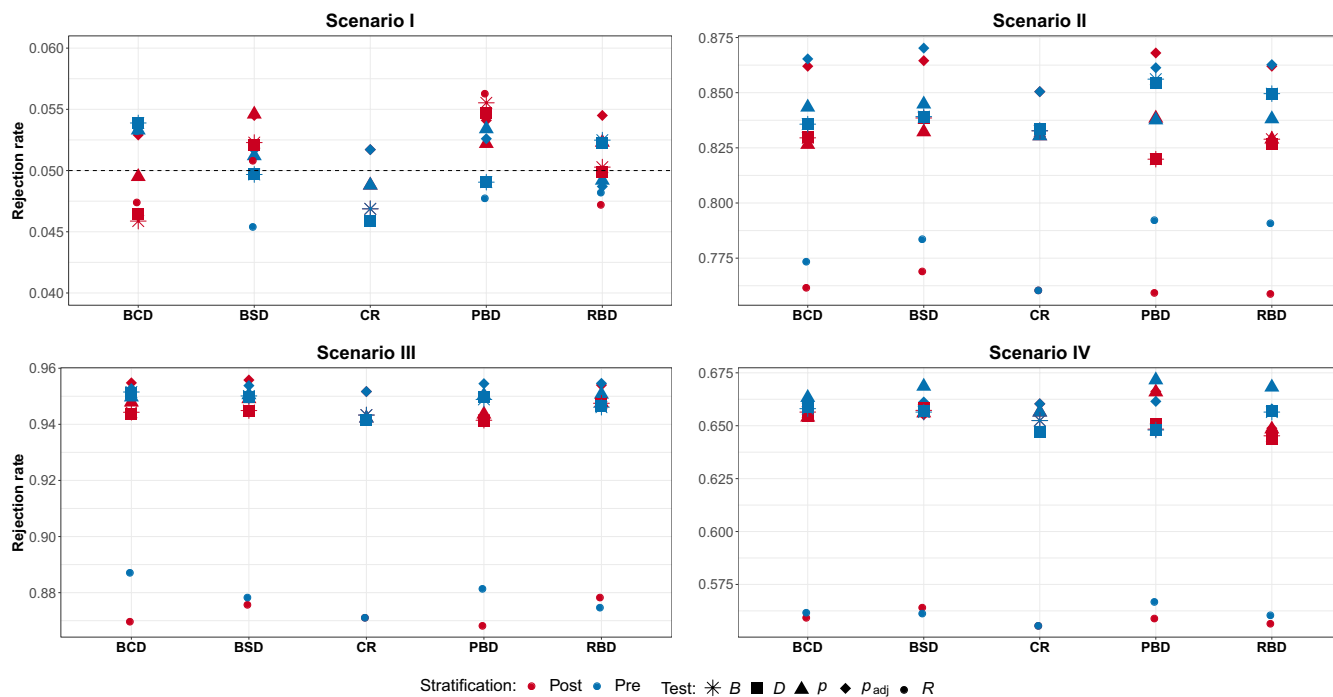 Scenario I
Rejection rate
0.060
0.055
0.050
0.045
0.040
BCD BSD CR PBD RBD
Scenario II
0.875
0.850
0.825
0.800
0.775
BCD BSD CR PBD RBD
Scenario III
Rejection rate
0.96
0.94
0.92
0.90
0.88
BCD BSD CR PBD RBD
Scenario IV
0.675
0.650
0.625
0.600
0.575
BCD BSD CR PBD RBD
Stratification: Post Pre Test: B D p p adj R